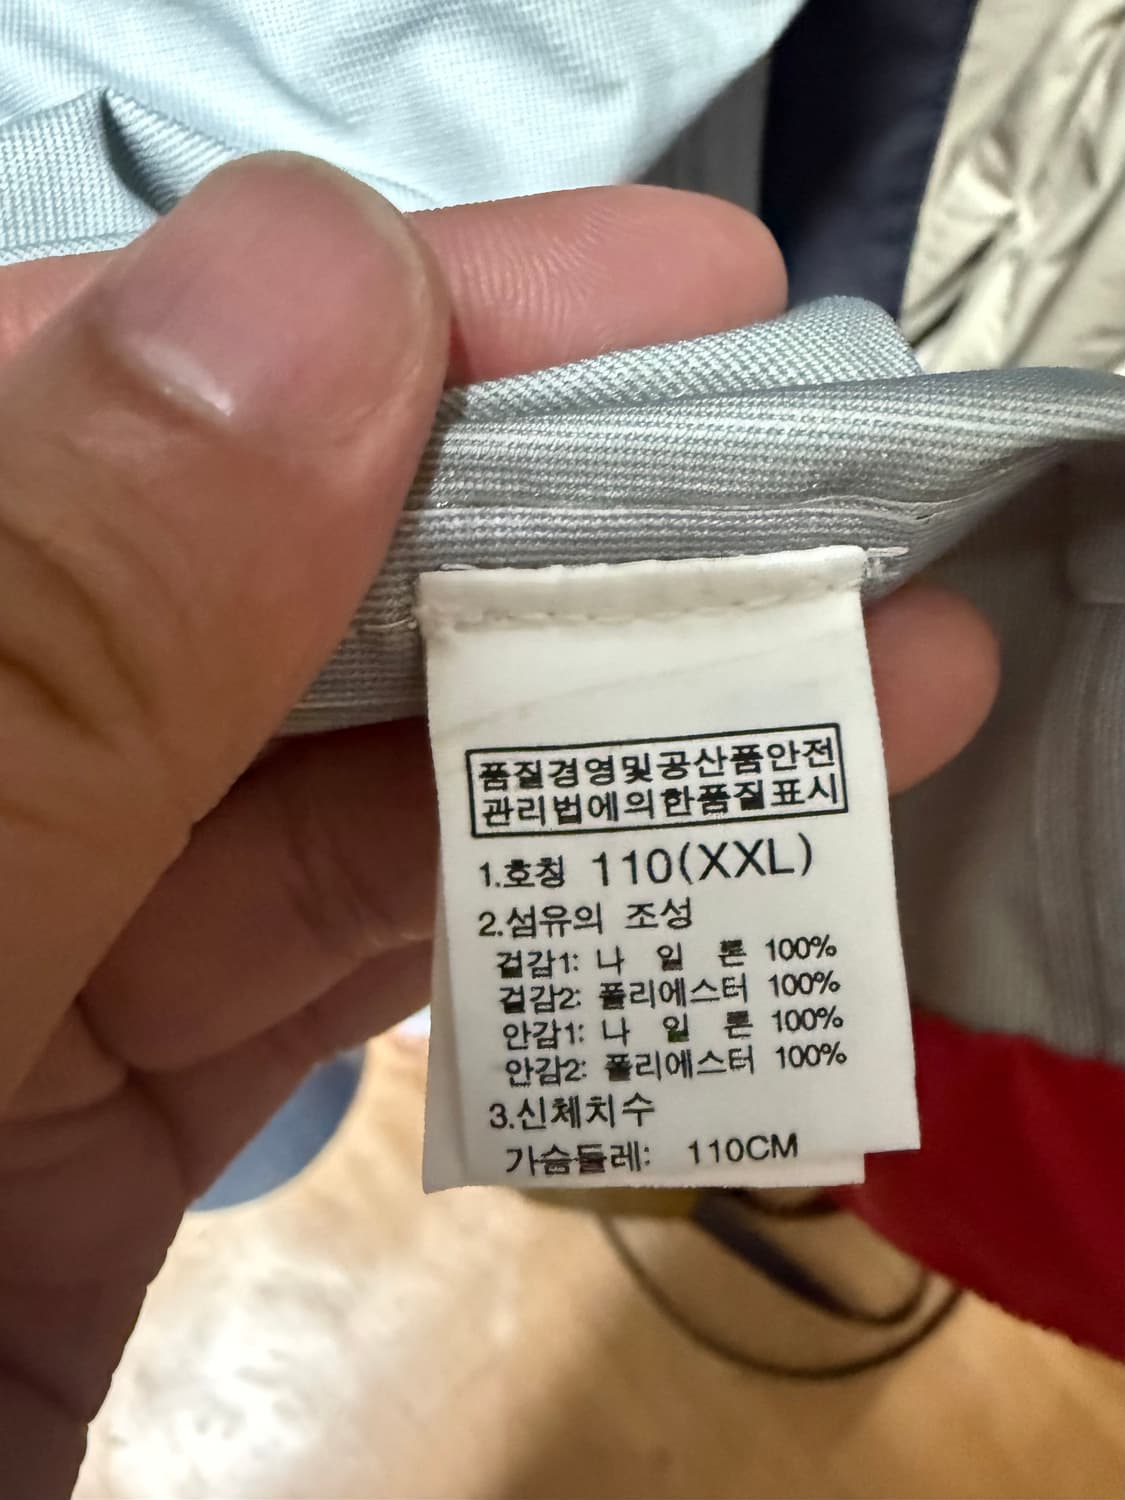 품질경영및공산품안전
관리법에의한품질표시
1.호칭 110(XXL)
2.섬유의 조성
겉감1: 나 일 론 100%
겉감2: 폴리에스터 100%
안감1: 나 일 론 100%
안감2: 폴리에스터 100%
3.신체치수
가슴둘레: 110CM